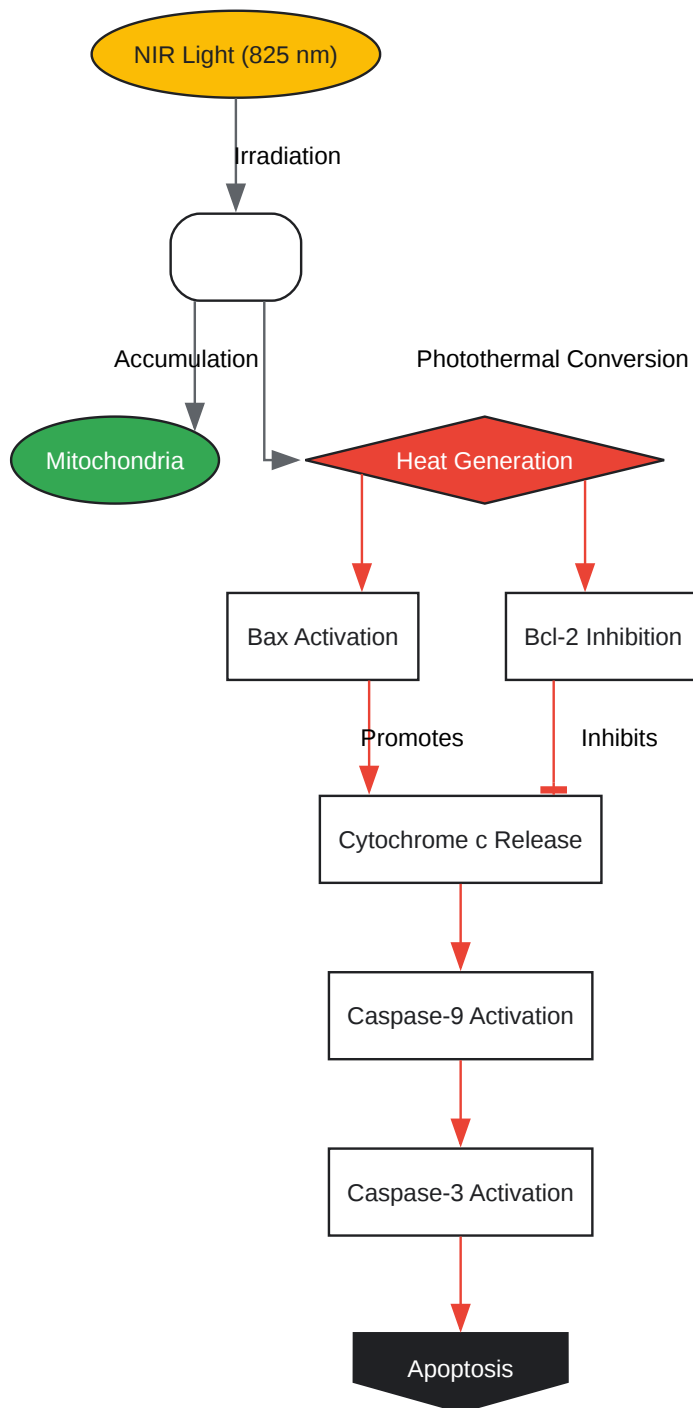 NIR Light (825 nm)
Irradiation
Accumulation
Photothermal Conversion
Mitochondria
Heat Generation
Bax Activation
Bcl-2 Inhibition
Promotes
Inhibits
Cytochrome c Release
Caspase-9 Activation
Caspase-3 Activation
Apoptosis